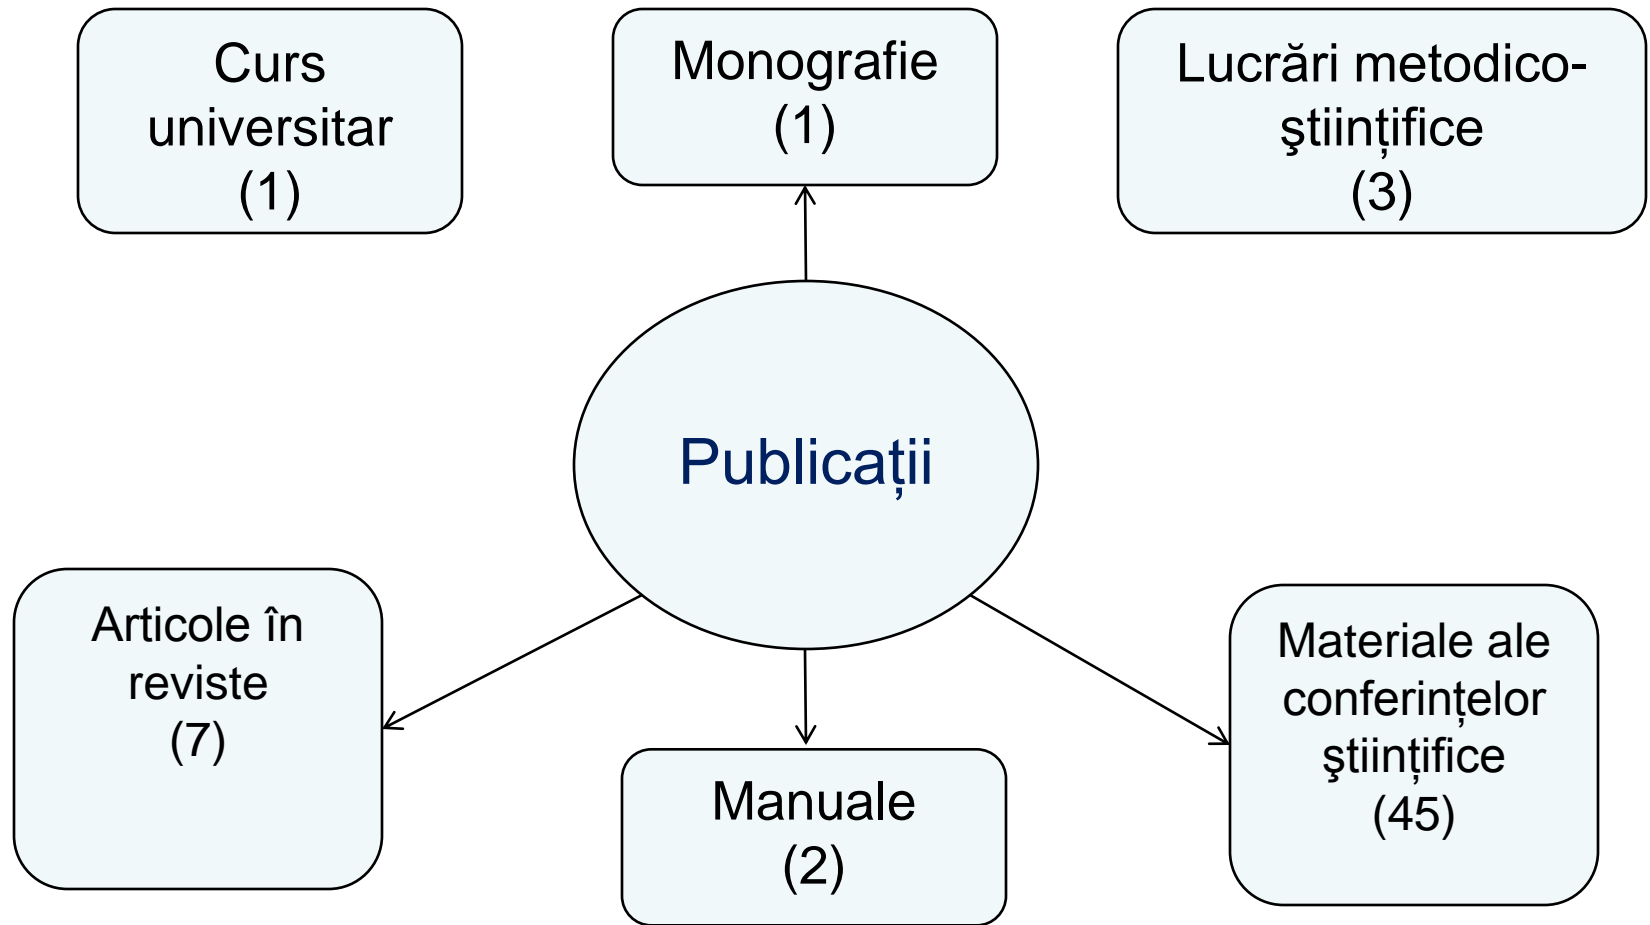 Curs
universitar
(1)
Monografie
(1)
Lucrări metodico-
ştiințifice
(3)
Publicații
Articole în
reviste
(7)
Manuale
(2)
Materiale ale
conferințelor
ştiințifice
(45)